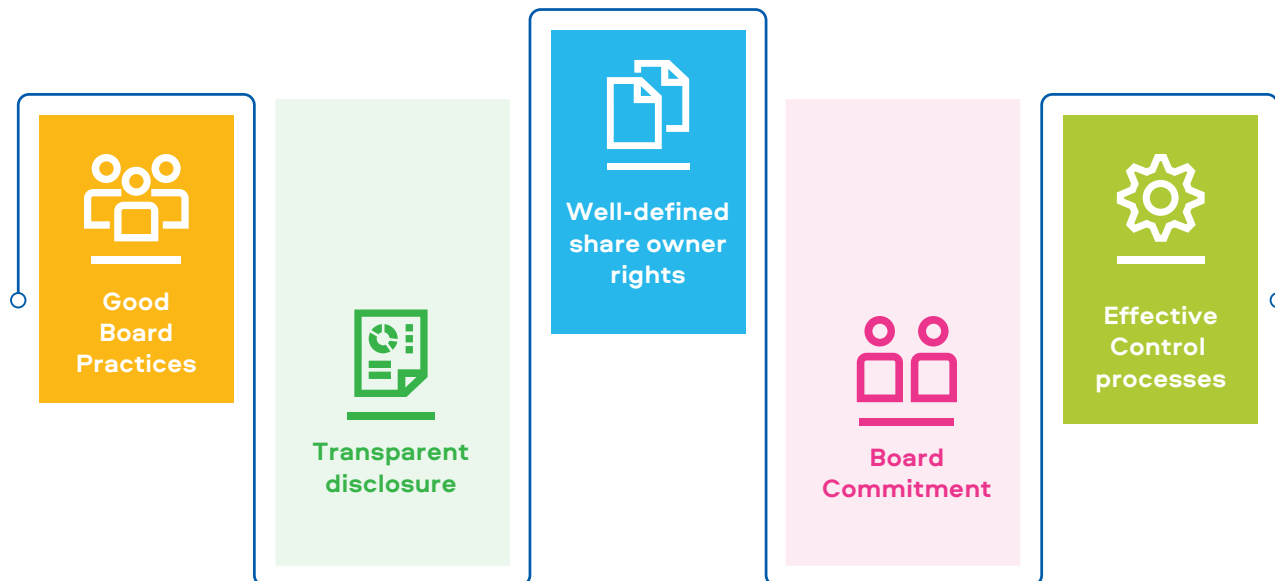 Good
Board
Practices
Transparent
disclosure
Well-defined
share owner
rights
Board
Commitment
Effective
Control
processes